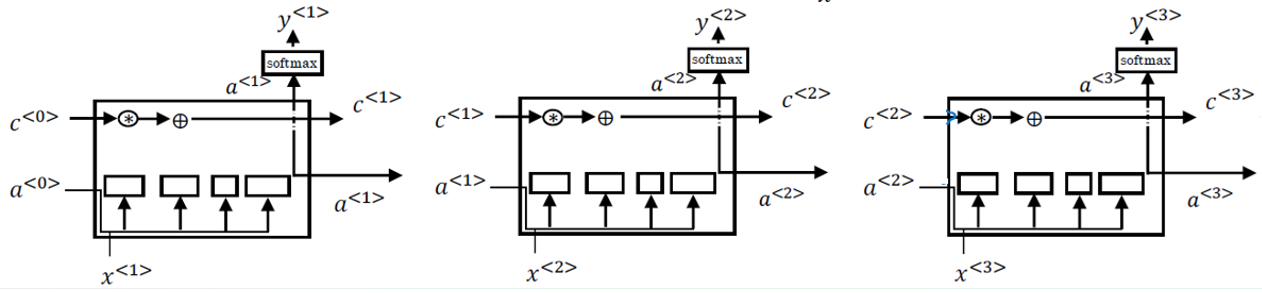 y<1> y<2> y<3>
softmax softmax softmax
a<1> a<2> a<3>
c<0> * ⊕ c<1> c<1> * ⊕ c<2> c<2> * ⊕ c<3>
a<0> a<1> a<1> a<2> a<2> a<3>
x<1> x<2> x<3>